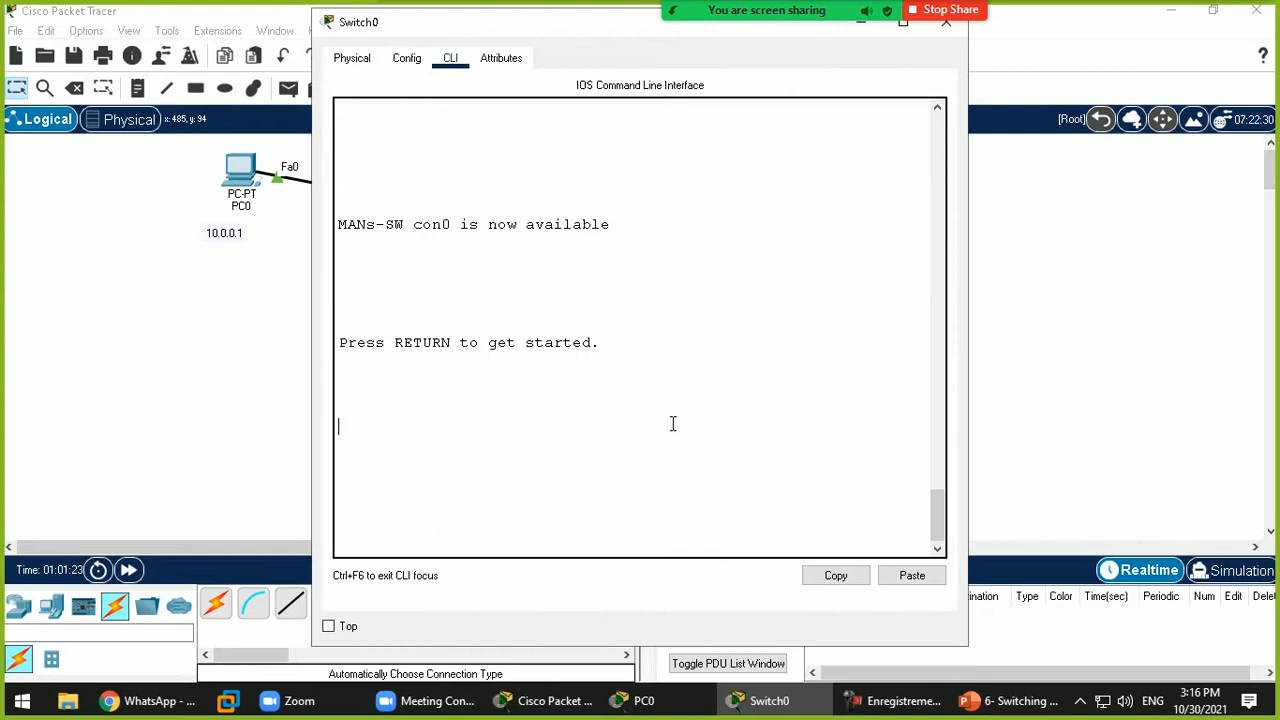 Cisco Packet Tracer
Switch0
You are screen sharing
Stop Share
File Edit Options View Tools Extensions Window
Physical Config CLI Attributes
IOS Command Line Interface
Logical Physical x: 485, y: 94
[Root] 07:22:30
Fa0
PC-PT
PC0
10.0.0.1
MANs-SW con0 is now available
Press RETURN to get started.
Ctrl+F6 to exit CLI focus
Copy Paste
Top
Time: 01:01:23
Realtime Simulation
Type Color Time(sec) Periodic Num Edit
Automatically Choose Connection Type
Toggle PDU List Window
WhatsApp - ... Zoom Meeting Con... Cisco Packet ... PC0 Switch0 Enregistreme... 6- Switching ... ENG 3:16 PM
10/30/2021